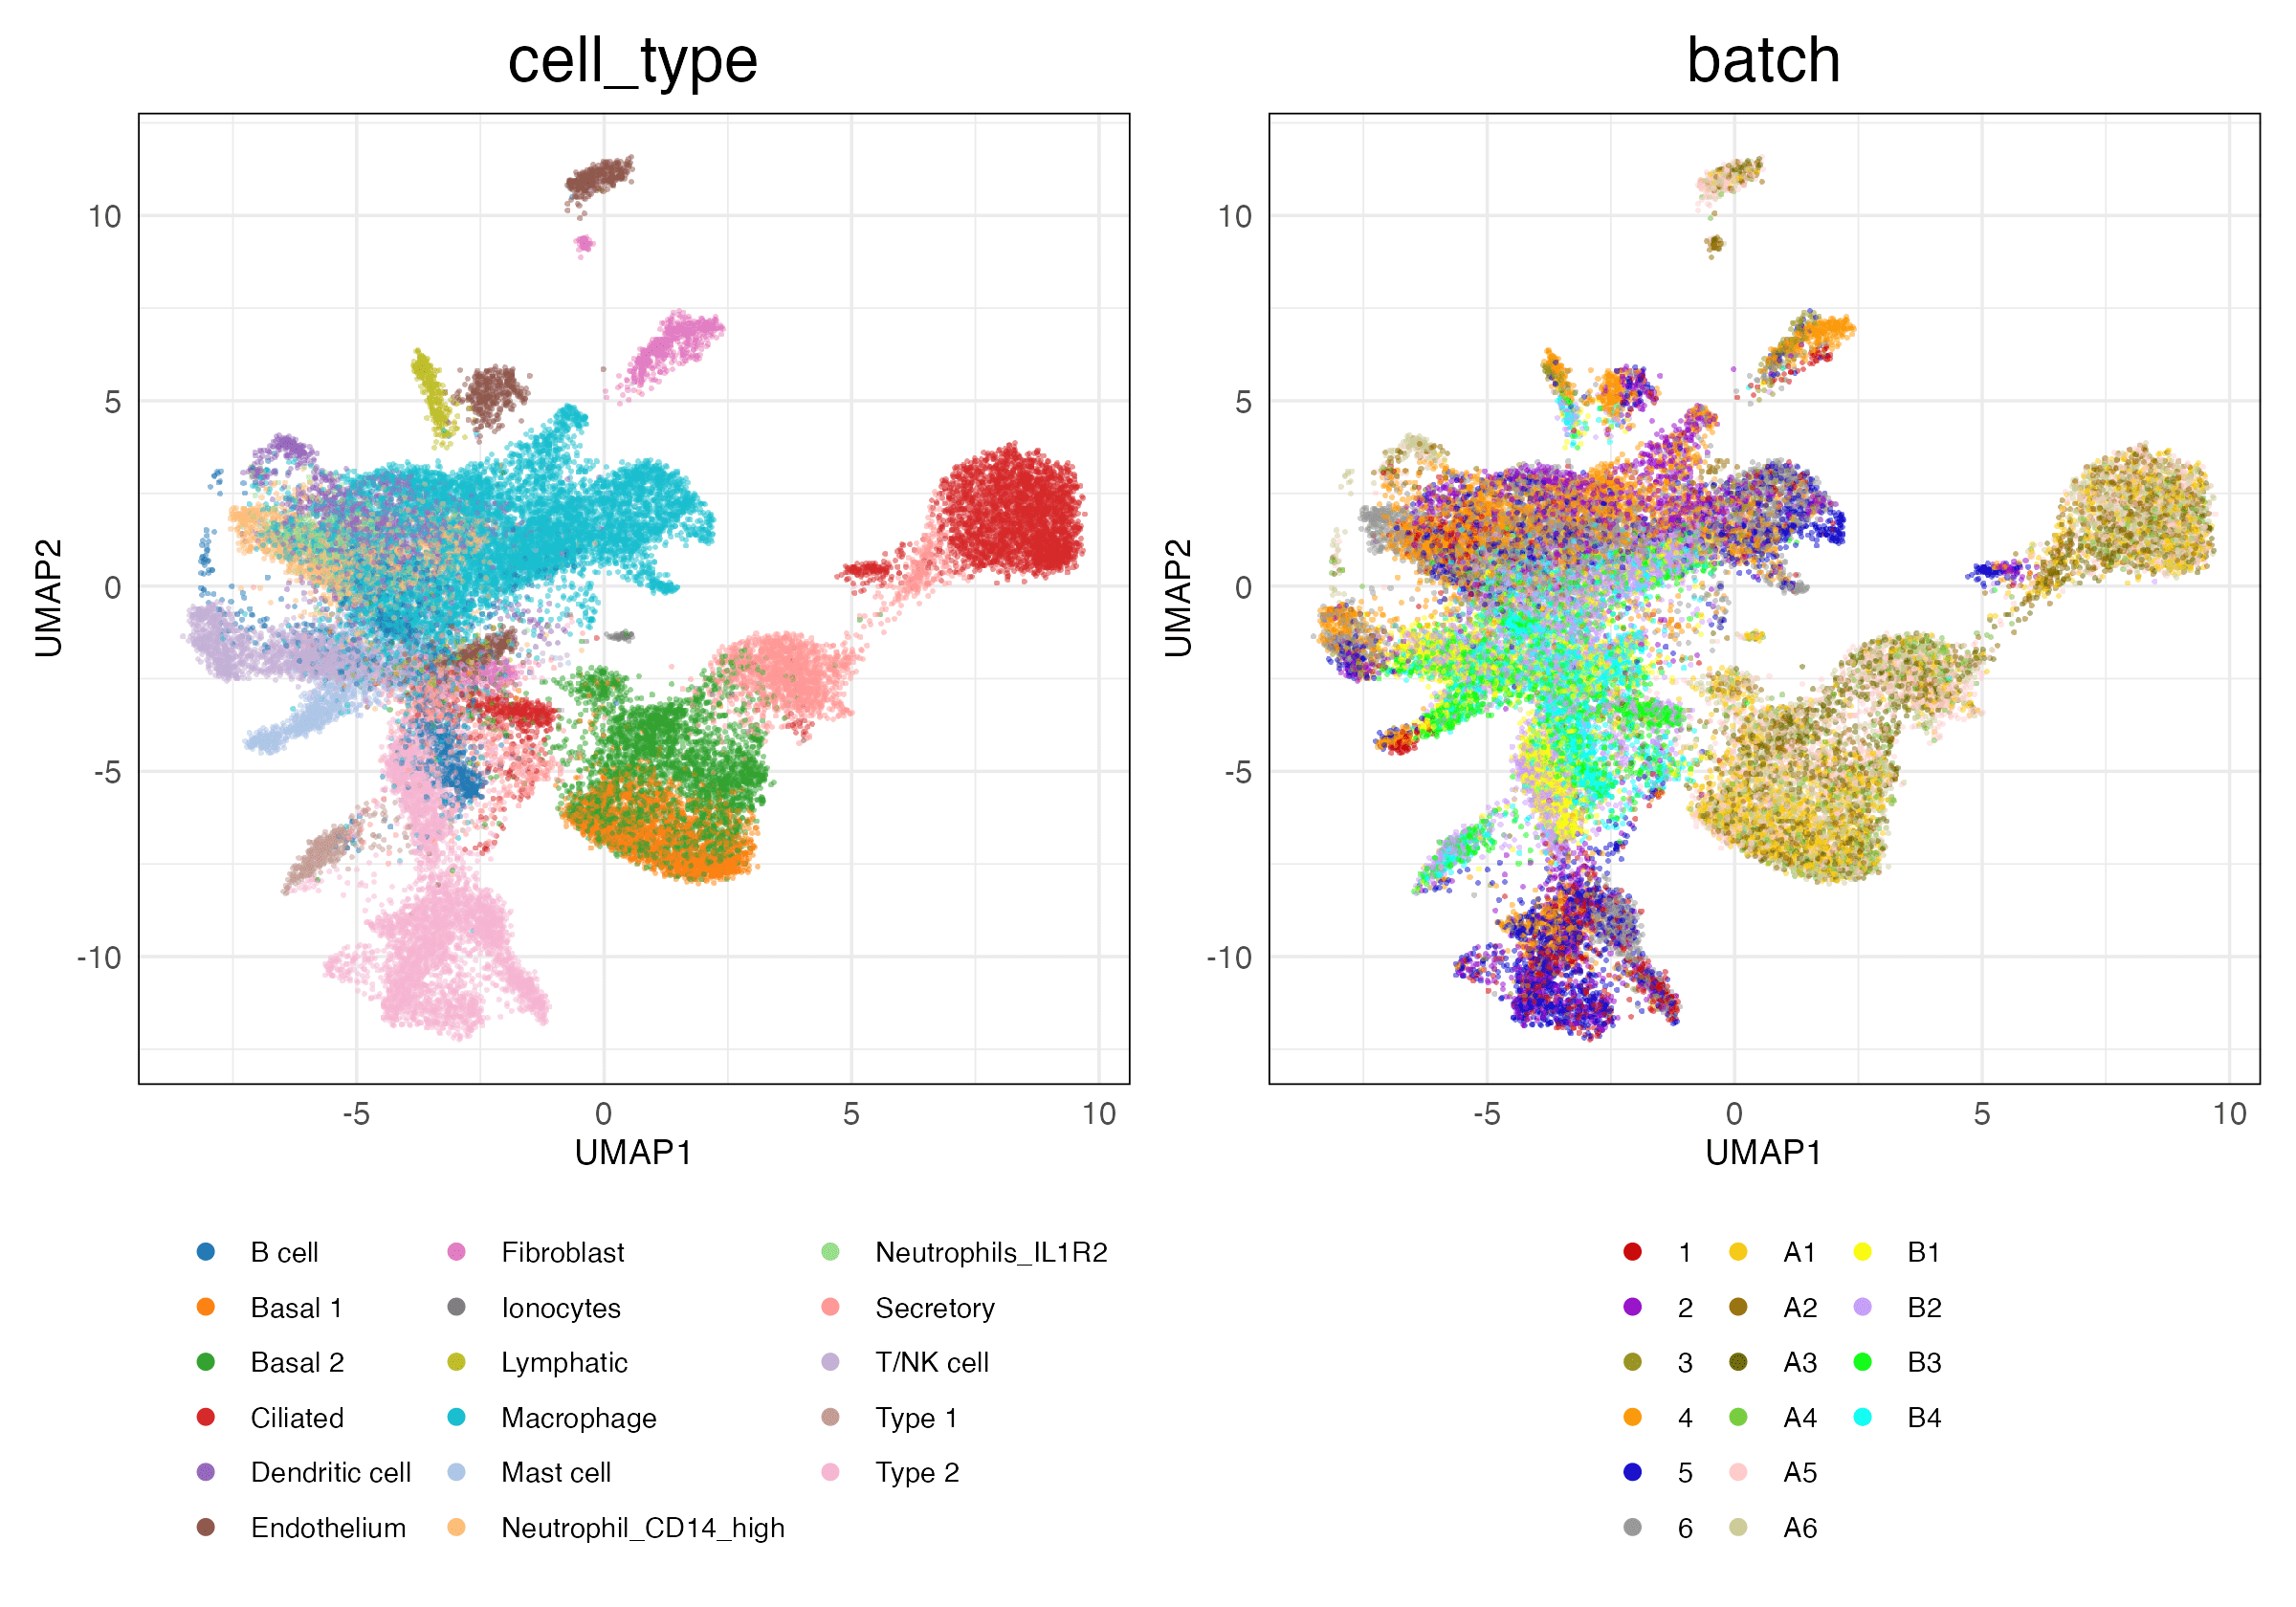 cell_type
batch
10
5
0
-5
-10
UMAP2
-5
0
5
10
UMAP1
10
5
0
-5
-10
UMAP2
-5
0
5
10
UMAP1
B cell
Fibroblast
Neutrophils_IL1R2
Basal 1
Ionocytes
Secretory
Basal 2
Lymphatic
T/NK cell
Ciliated
Macrophage
Type 1
Dendritic cell
Mast cell
Type 2
Endothelium
Neutrophil_CD14_high
1
A1
B1
2
A2
B2
3
A3
B3
4
A4
B4
5
A5
6
A6